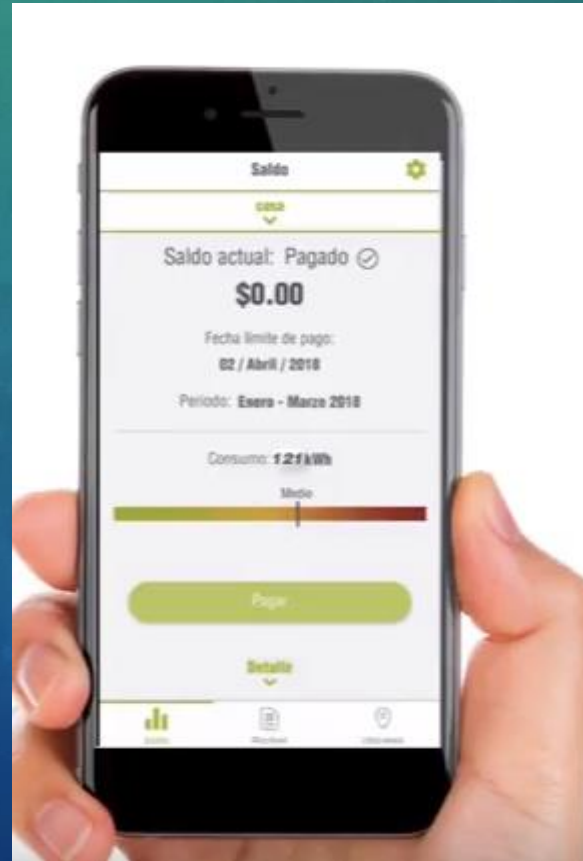 Saldo
casa
Saldo actual: Pagado
$0.00
Fecha límite de pago:
02 / Abril / 2018
Periodo: Enero - Marzo 2018
Consumo: 121 kWh
Medio
Pagar
Detalle